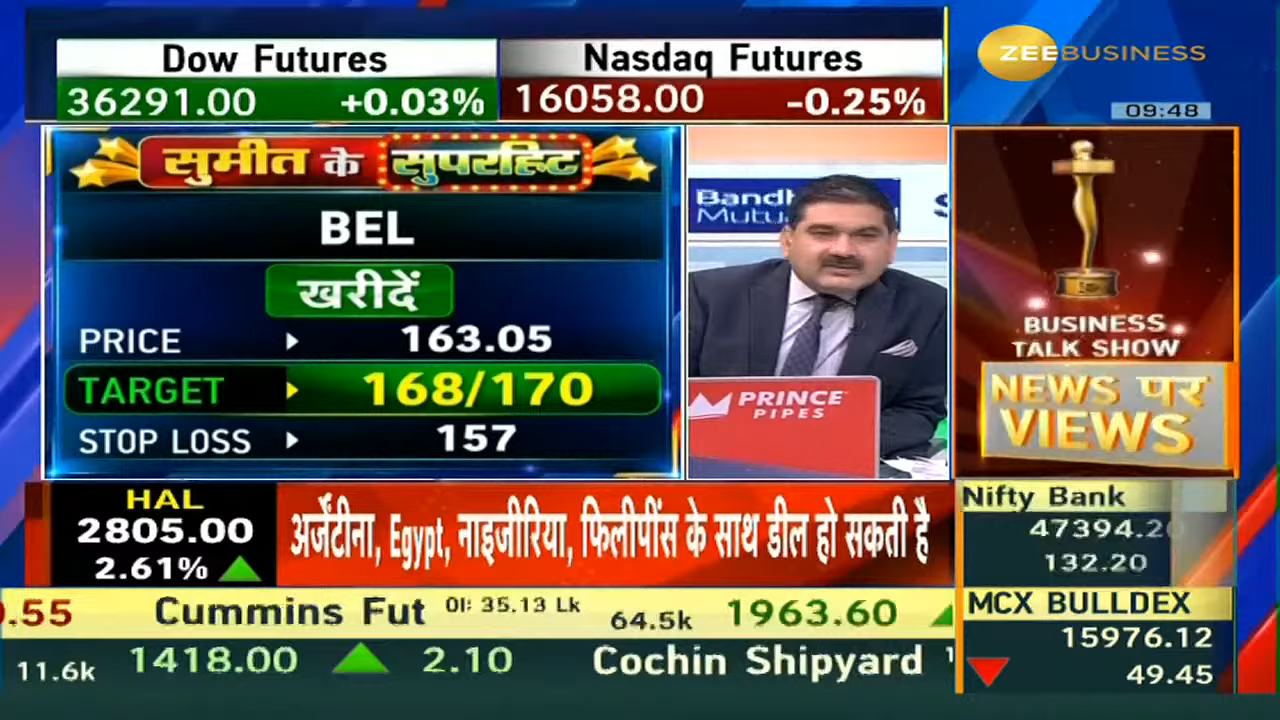 Dow Futures
36291.00 +0.03%
Nasdaq Futures
16058.00 -0.25%
ZEEBUSINESS
09:48
सुमीत के सुपरहिट
BEL
खरीदें
PRICE 163.05
TARGET 168/170
STOP LOSS 157
PRINCE
PIPES
BUSINESS
TALK SHOW
NEWS पर
VIEWS
HAL
2805.00
2.61%
अर्जेंटीना, Egypt, नाइजीरिया, फिलीपींस के साथ डील हो सकती है
Nifty Bank
47394.20
132.20
MCX BULLDEX
15976.12
49.45
.55 Cummins Fut OI: 35.13 Lk 64.5k 1963.60
11.6k 1418.00 2.10 Cochin Shipyard